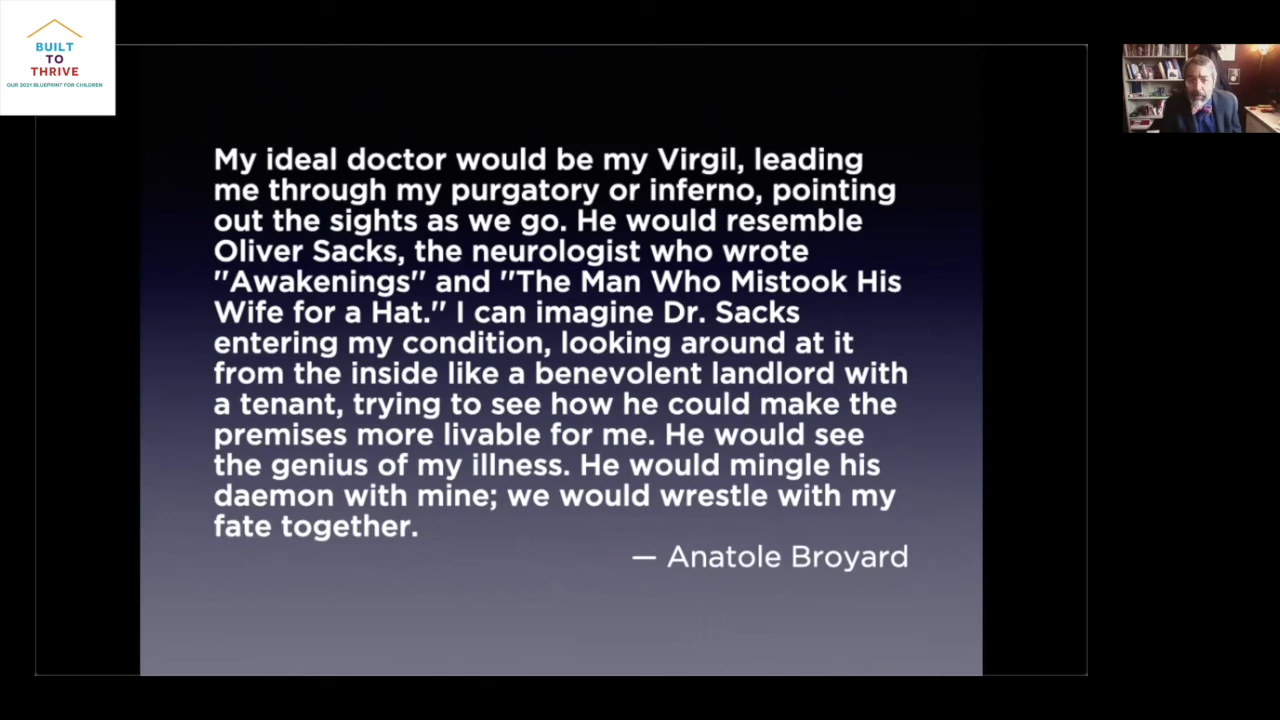 BUILT
TO
THRIVE
OUR 2021 BLUEPRINT FOR CHILDREN
My ideal doctor would be my Virgil, leading
me through my purgatory or inferno, pointing
out the sights as we go. He would resemble
Oliver Sacks, the neurologist who wrote
"Awakenings" and "The Man Who Mistook His
Wife for a Hat." I can imagine Dr. Sacks
entering my condition, looking around at it
from the inside like a benevolent landlord with
a tenant, trying to see how he could make the
premises more livable for me. He would see
the genius of my illness. He would mingle his
daemon with mine; we would wrestle with my
fate together.
— Anatole Broyard